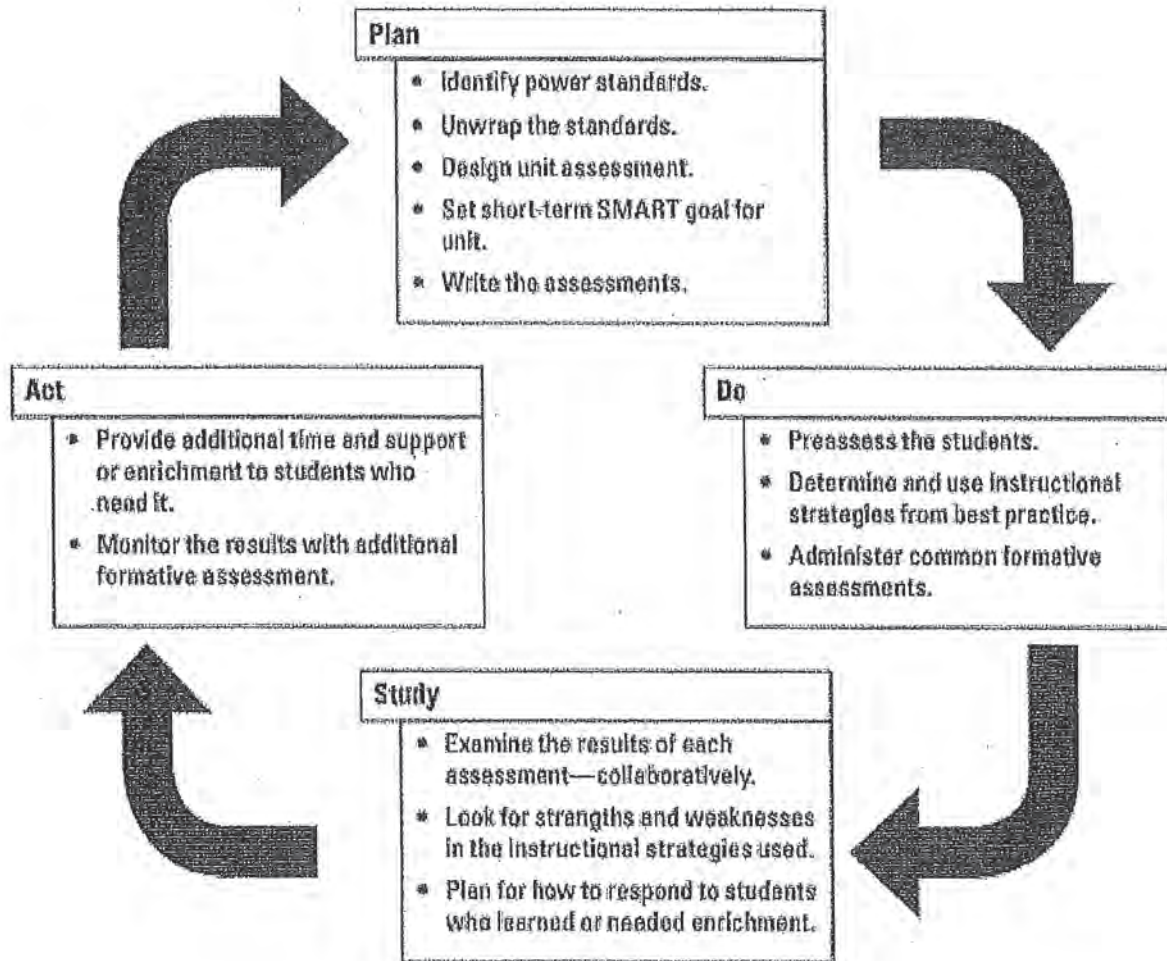 Plan
• Identify power standards.
• Unwrap the standards.
• Design unit assessment.
• Set short-term SMART goal for
unit.
• Write the assessments.
Do
• Preassess the students.
• Determine and use instructional
strategies from best practice.
• Administer common formative
assessments.
Study
• Examine the results of each
assessment—collaboratively.
• Look for strengths and weaknesses
in the instructional strategies used.
• Plan for how to respond to students
who learned or needed enrichment.
Act
• Provide additional time and support
or enrichment to students who
need it.
• Monitor the results with additional
formative assessment.